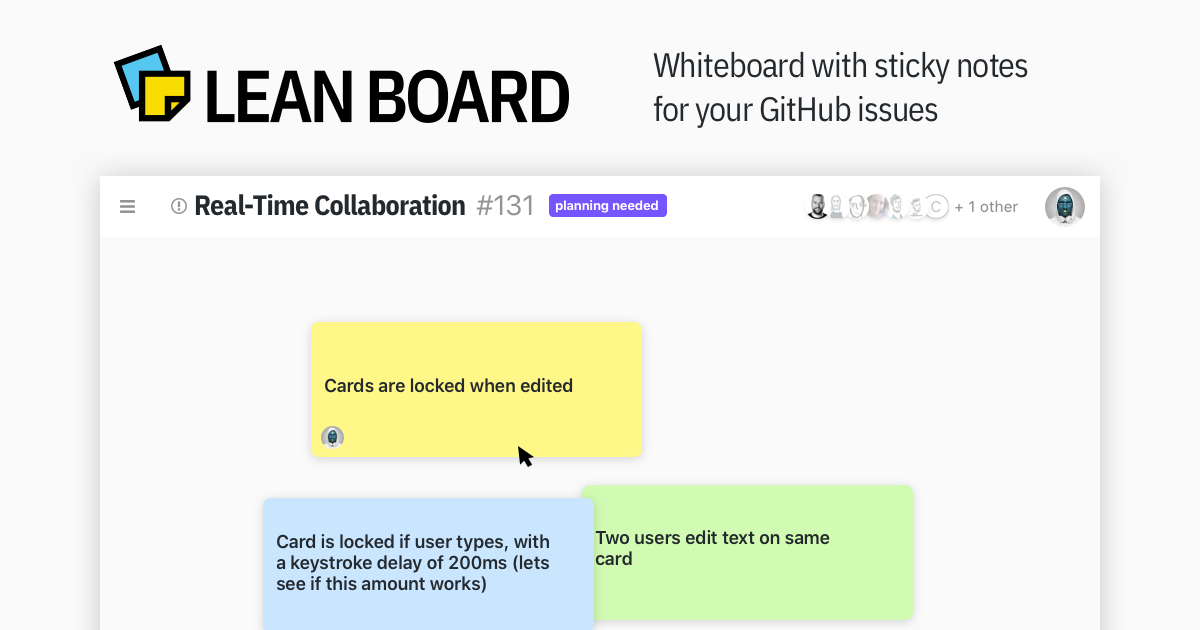 LEAN BOARD
Whiteboard with sticky notes
for your GitHub issues
Real-Time Collaboration #131 planning needed
C + 1 other
Cards are locked when edited
Card is locked if user types, with
a keystroke delay of 200ms (lets
see if this amount works)
Two users edit text on same
card